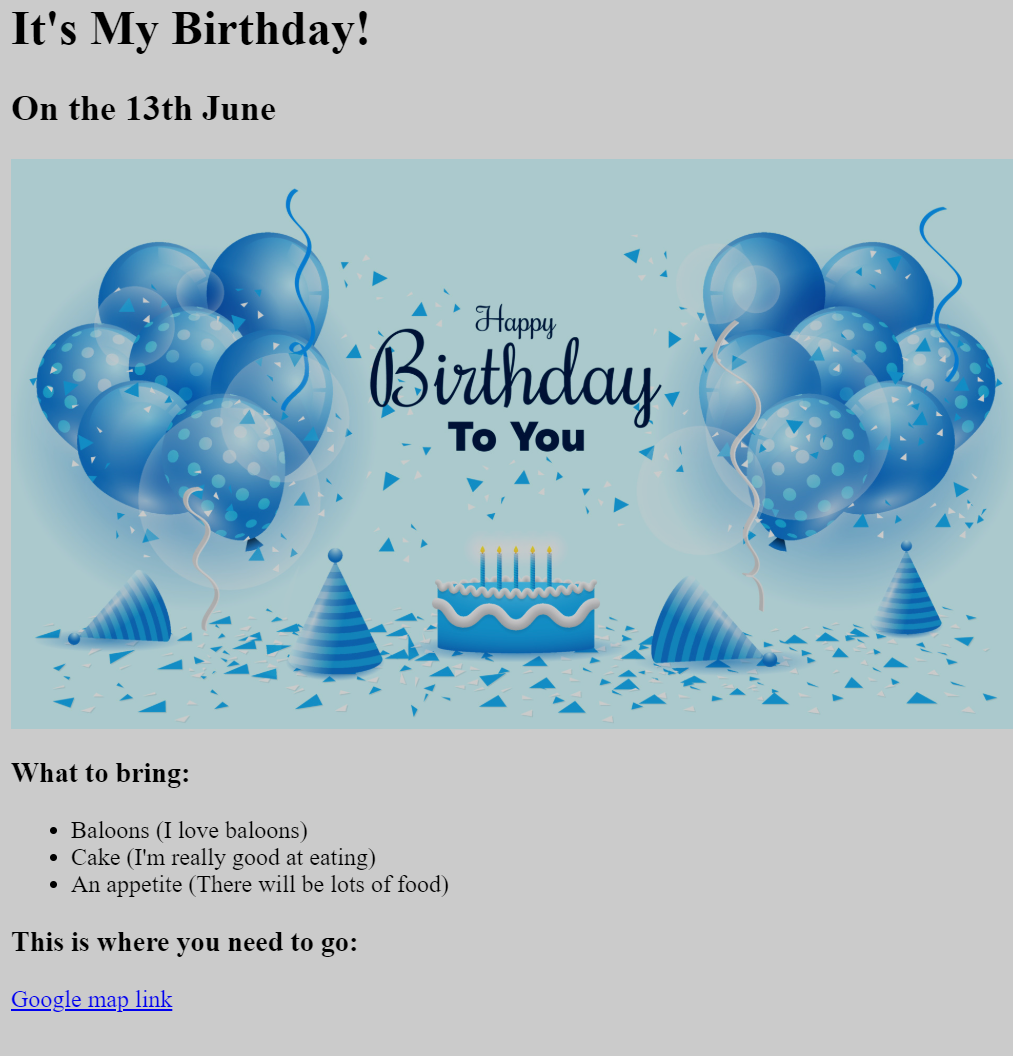 It's My Birthday!
On the 13th June
Happy
Birthday
To You
What to bring:
Baloons (I love baloons)
Cake (I'm really good at eating)
An appetite (There will be lots of food)
This is where you need to go:
Google map link